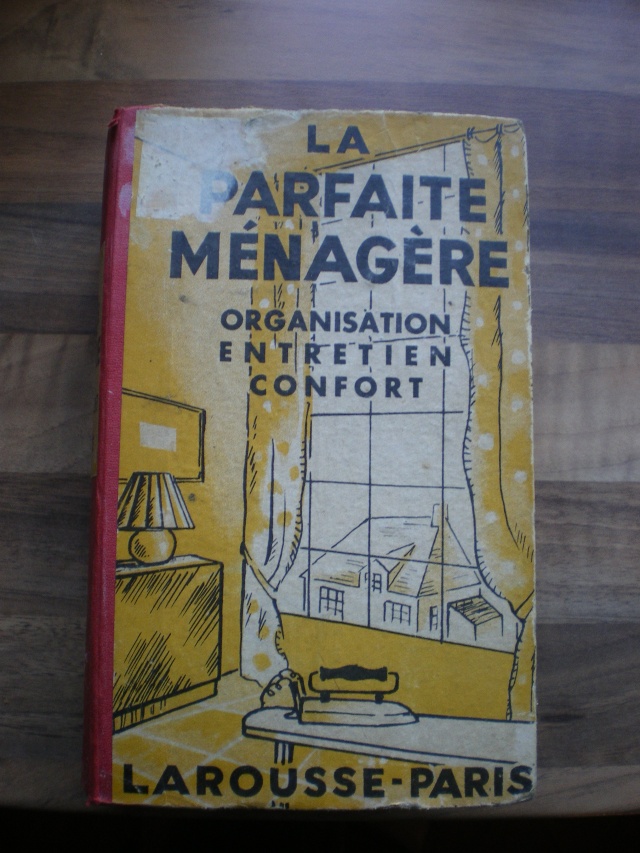 LA
PARFAITE
MÉNAGÈRE
ORGANISATION
ENTRETIEN
CONFORT
LAROUSSE-PARIS